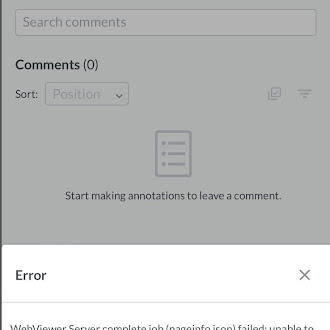 Search comments
Comments (0)
Sort: Position
Start making annotations to leave a comment.
Error
WebViewer Server complete job (pageinfo.json) failed: unable to